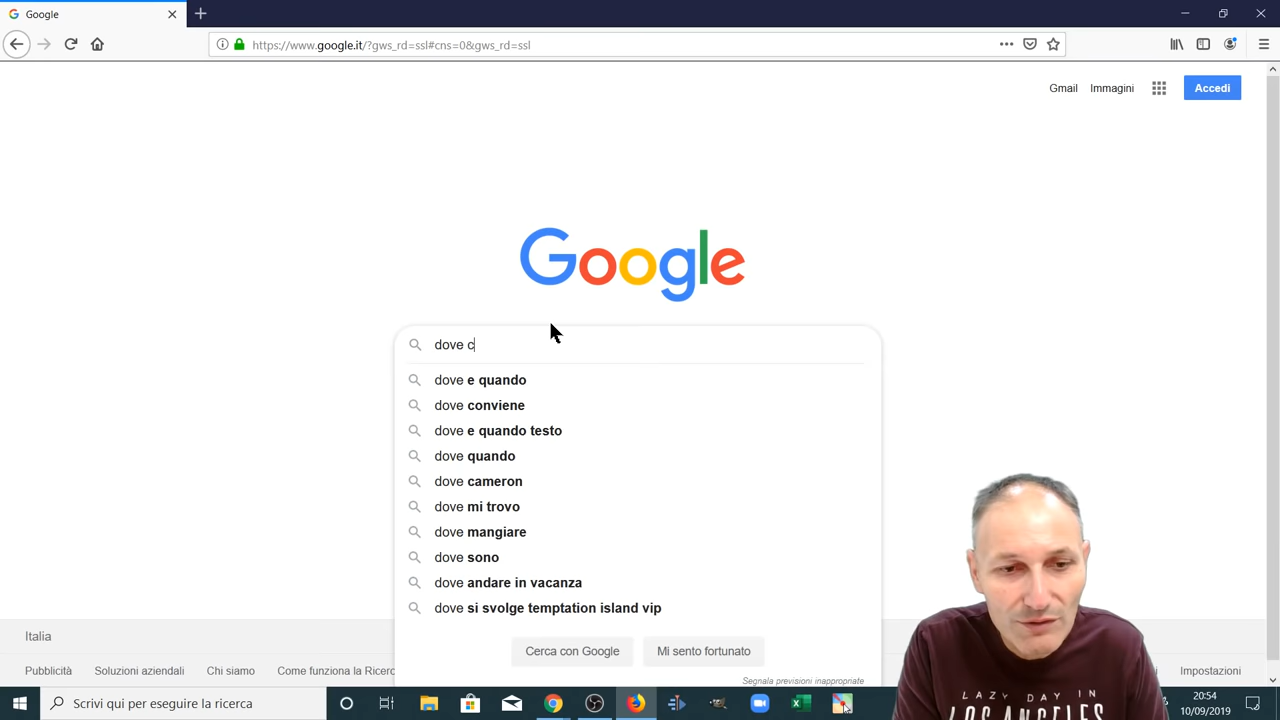 Google
https://www.google.it/?gws_rd=ssl#cns=0&gws_rd=ssl
Gmail Immagini Accedi
Google
dove c
dove e quando
dove conviene
dove e quando testo
dove quando
dove cameron
dove mi trovo
dove mangiare
dove sono
dove andare in vacanza
dove si svolge temptation island vip
Cerca con Google Mi sento fortunato
Segnala previsioni inappropriate
Italia
Pubblicità Soluzioni aziendali Chi siamo Come funziona la Ricerc
Impostazioni
Scrivi qui per eseguire la ricerca
20:54
10/09/2019
LAZY DAY IN
LOS ANGELES